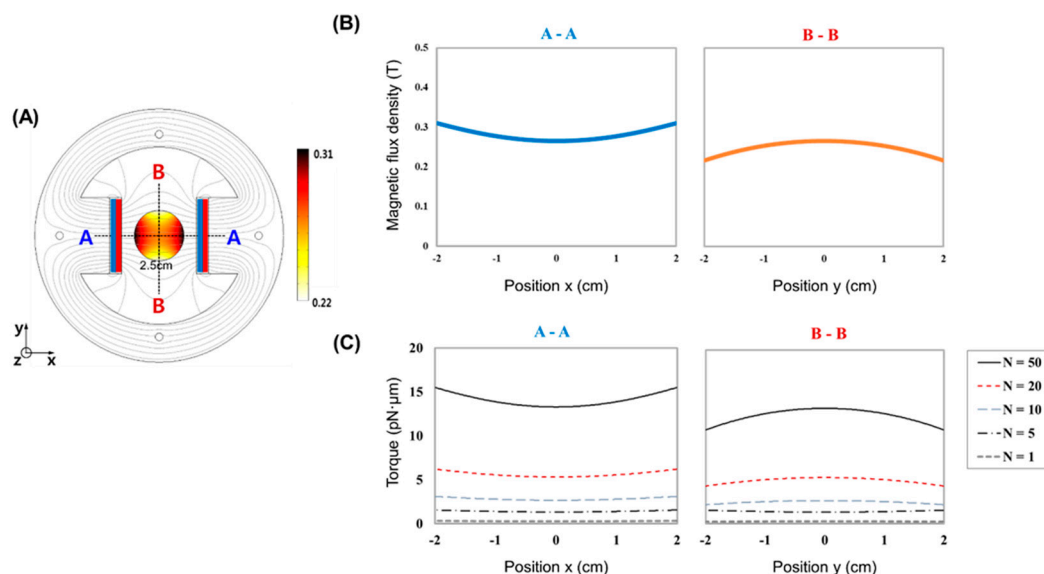 (A)
B
A
A
2.5cm
B
0.31
0.22
y
z
x
(B)
A - A
B - B
Magnetic flux density (T)
0.5
0.4
0.3
0.2
0.1
0
-2 -1 0 1 2
Position x (cm)
-2 -1 0 1 2
Position y (cm)
(C)
A - A
B - B
Torque (pN·μm)
20
15
10
5
0
-2 -1 0 1 2
Position x (cm)
-2 -1 0 1 2
Position y (cm)
N = 50
N = 20
N = 10
N = 5
N = 1